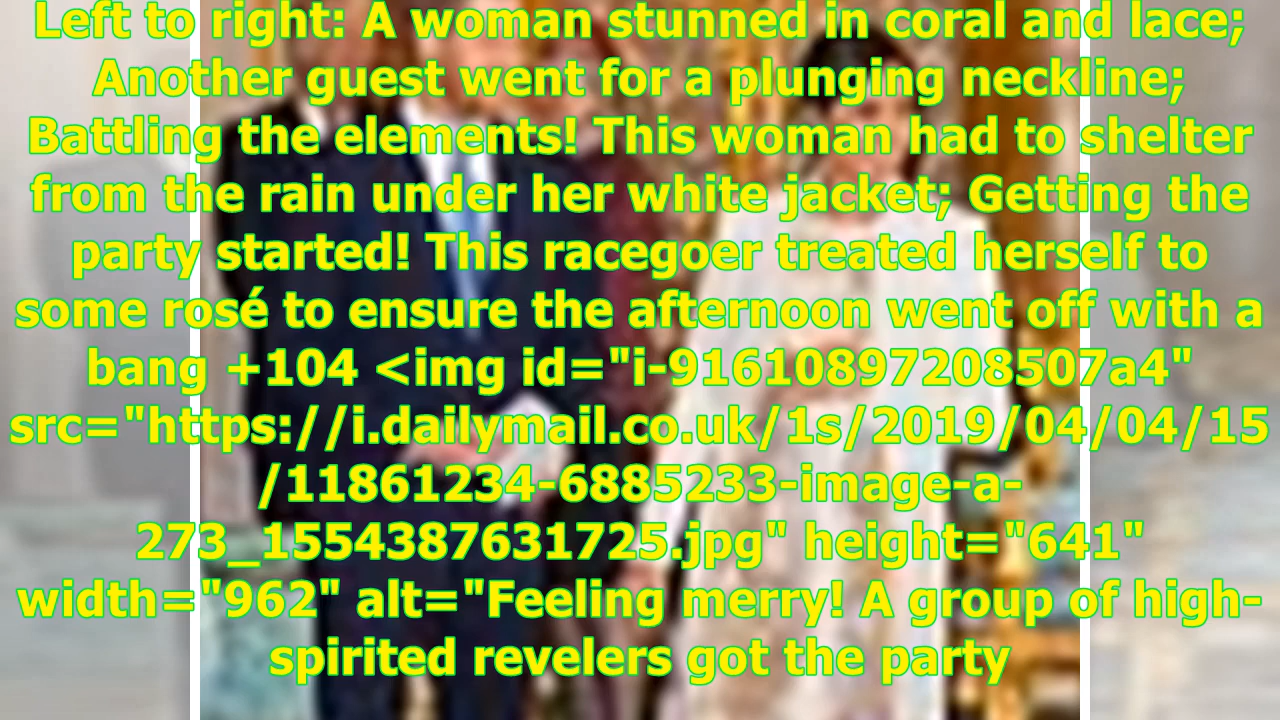 Left to right: A woman stunned in coral and lace;
Another guest went for a plunging neckline;
Battling the elements! This woman had to shelter
from the rain under her white jacket; Getting the
party started! This racegoer treated herself to
some rosé to ensure the afternoon went off with a
bang +104 <img id="i-91610897208507a4"
src="https://i.dailymail.co.uk/1s/2019/04/04/15
/11861234-6885233-image-a-
273_1554387631725.jpg" height="641"
width="962" alt="Feeling merry! A group of high-
spirited revelers got the party